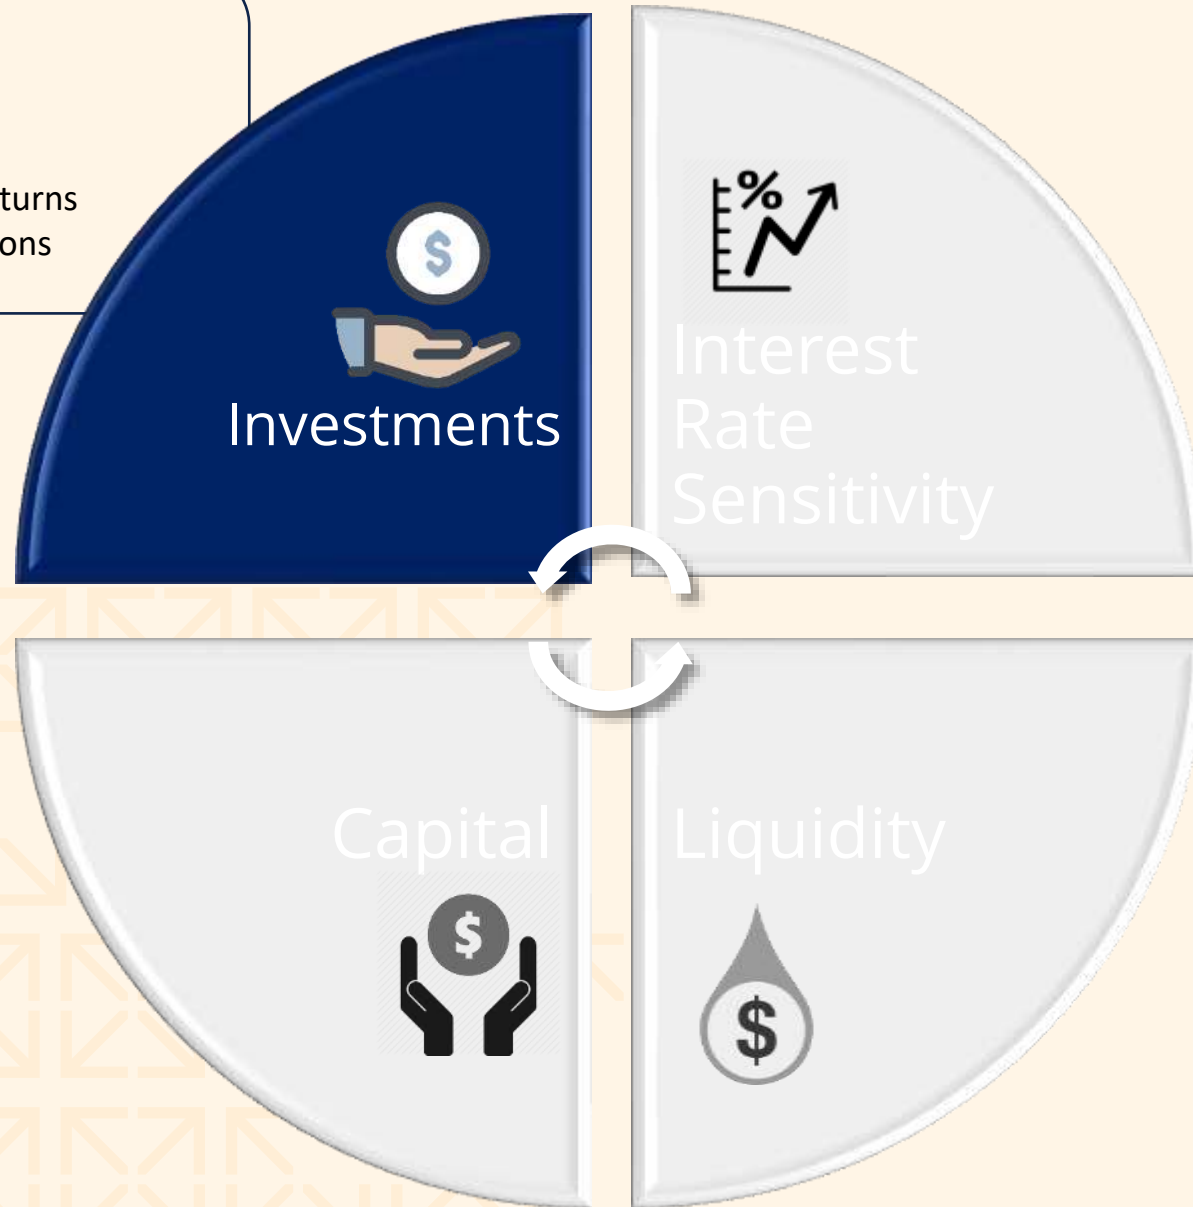 turns
ons
$
Investments
%
Interest
Rate
Sensitivity
Capital
$
Liquidity
$